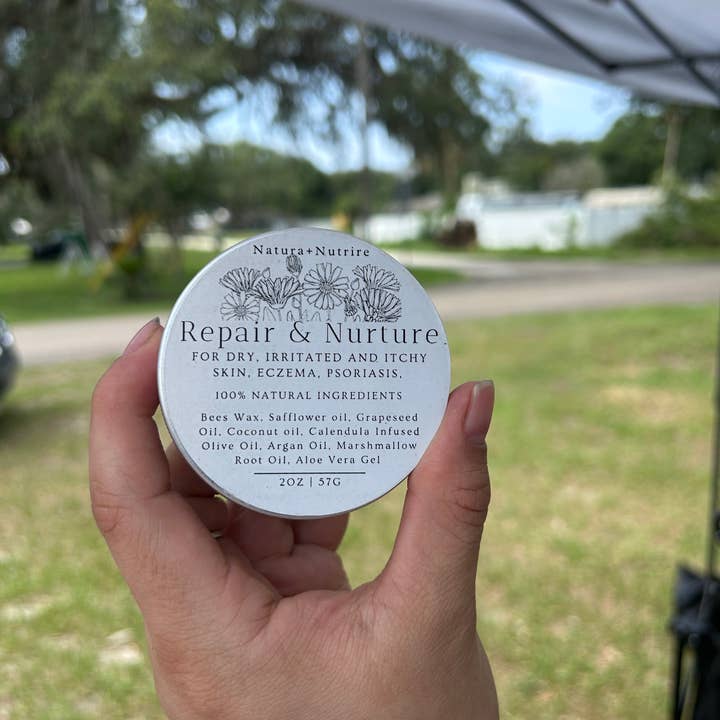 Natura+Nutrire
Repair & Nurture.
FOR DRY, IRRITATED AND ITCHY
SKIN, ECZEMA, PSORIASIS,
100% NATURAL INGREDIENTS
Bees Wax, Safflower oil, Grapeseed
Oil, Coconut oil, Calendula Infused
Olive Oil, Argan Oil, Marshmallow
Root Oil, Aloe Vera Gel
2OZ | 57G